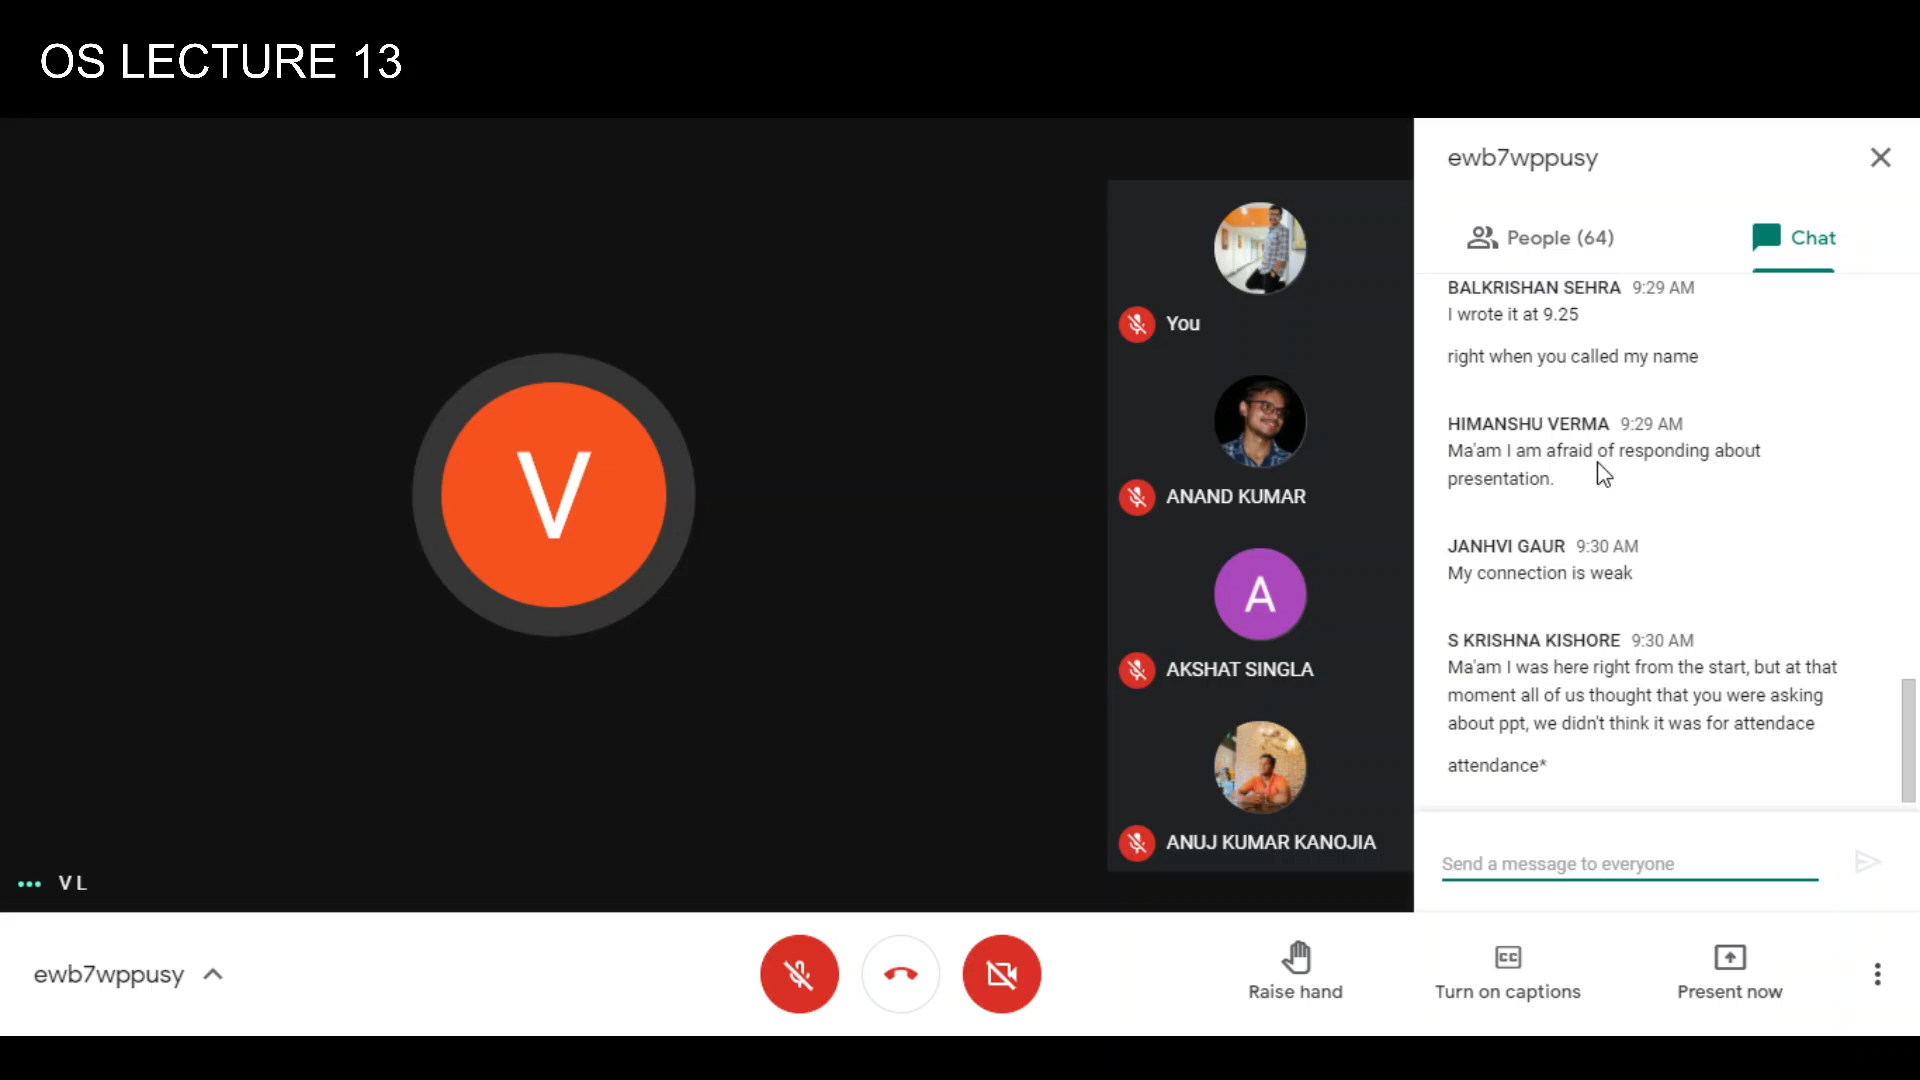 OS LECTURE 13
V
V L
You
ANAND KUMAR
A
AKSHAT SINGLA
ANUJ KUMAR KANOJIA
ewb7wppusy
People (64)
Chat
BALKRISHAN SEHRA 9:29 AM
I wrote it at 9.25
right when you called my name
HIMANSHU VERMA 9:29 AM
Ma'am I am afraid of responding about
presentation.
JANHVI GAUR 9:30 AM
My connection is weak
S KRISHNA KISHORE 9:30 AM
Ma'am I was here right from the start, but at that
moment all of us thought that you were asking
about ppt, we didn't think it was for attendace
attendance*
Send a message to everyone
ewb7wppusy
Raise hand
CC
Turn on captions
Present now